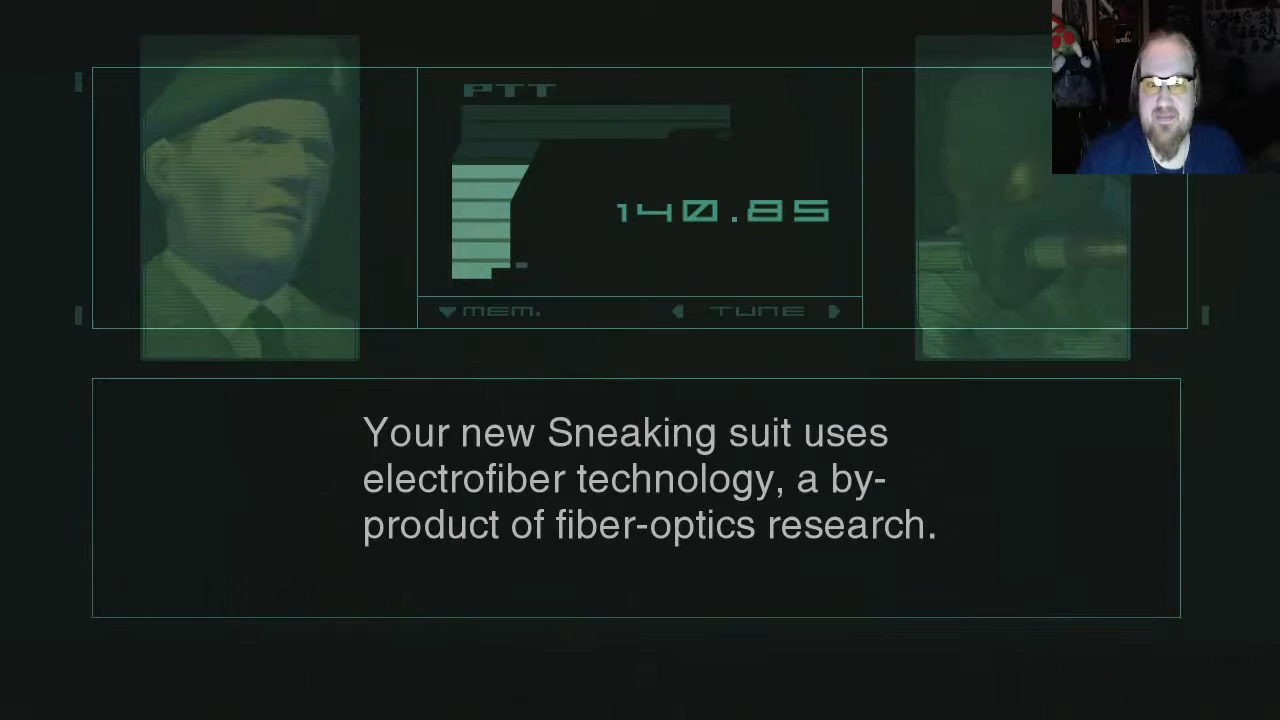 PTT
140.85
MEM.
TUNE
Your new Sneaking suit uses
electrofiber technology, a by-
product of fiber-optics research.